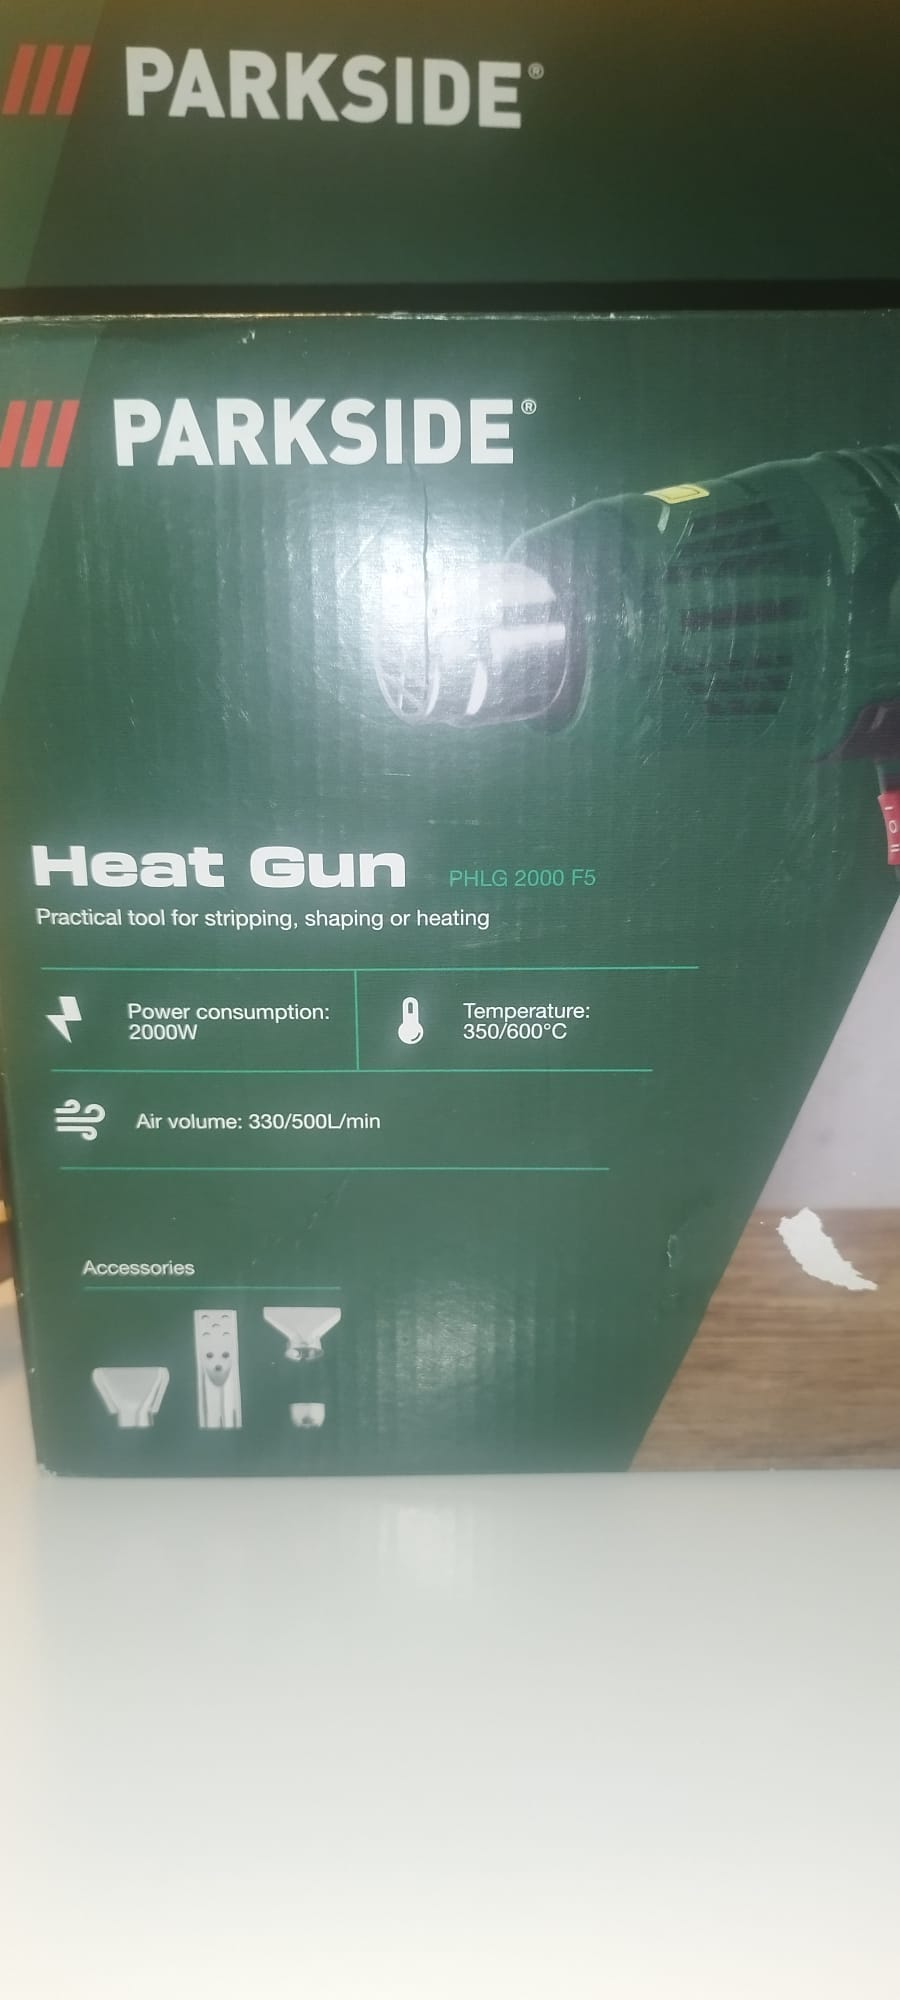 PARKSIDE®
PARKSIDE®
Heat Gun PHLG 2000 F5
Practical tool for stripping, shaping or heating
Power consumption:
2000W
Temperature:
350/600°C
Air volume: 330/500L/min
Accessories
I
O
II